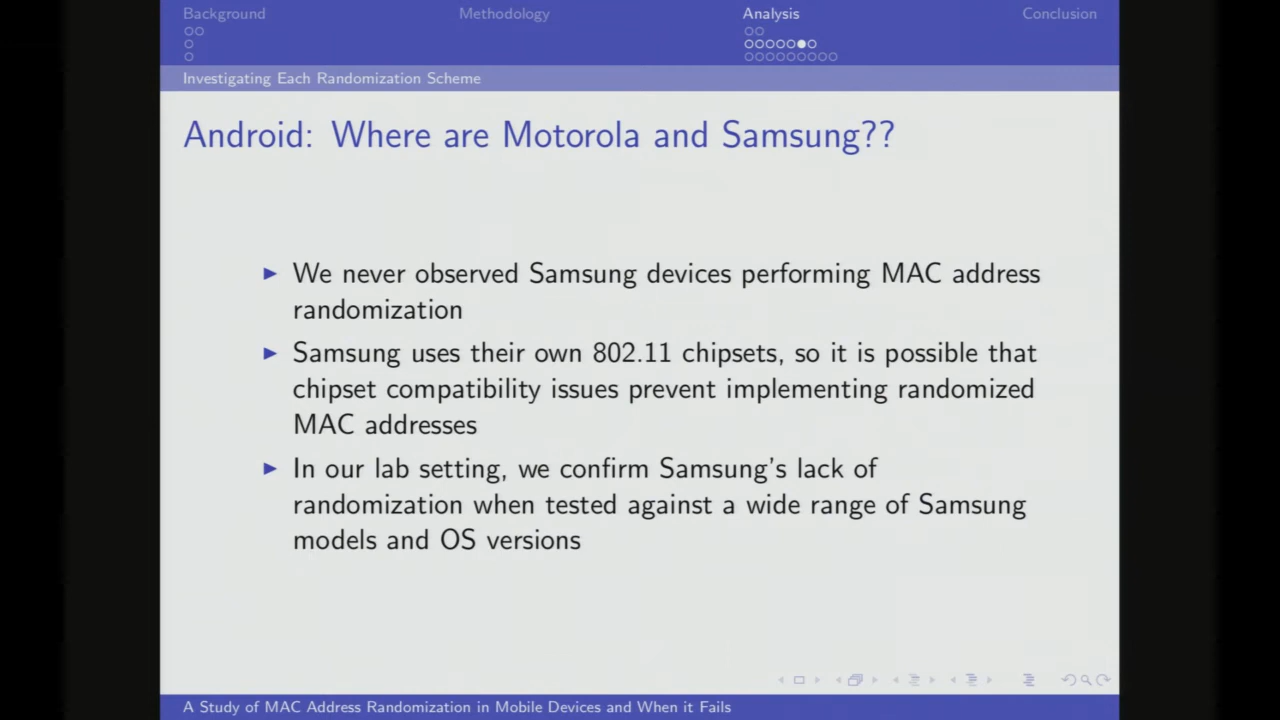 Background Methodology Analysis Conclusion
Investigating Each Randomization Scheme
Android: Where are Motorola and Samsung??
We never observed Samsung devices performing MAC address
randomization
Samsung uses their own 802.11 chipsets, so it is possible that
chipset compatibility issues prevent implementing randomized
MAC addresses
In our lab setting, we confirm Samsung's lack of
randomization when tested against a wide range of Samsung
models and OS versions
A Study of MAC Address Randomization in Mobile Devices and When it Fails